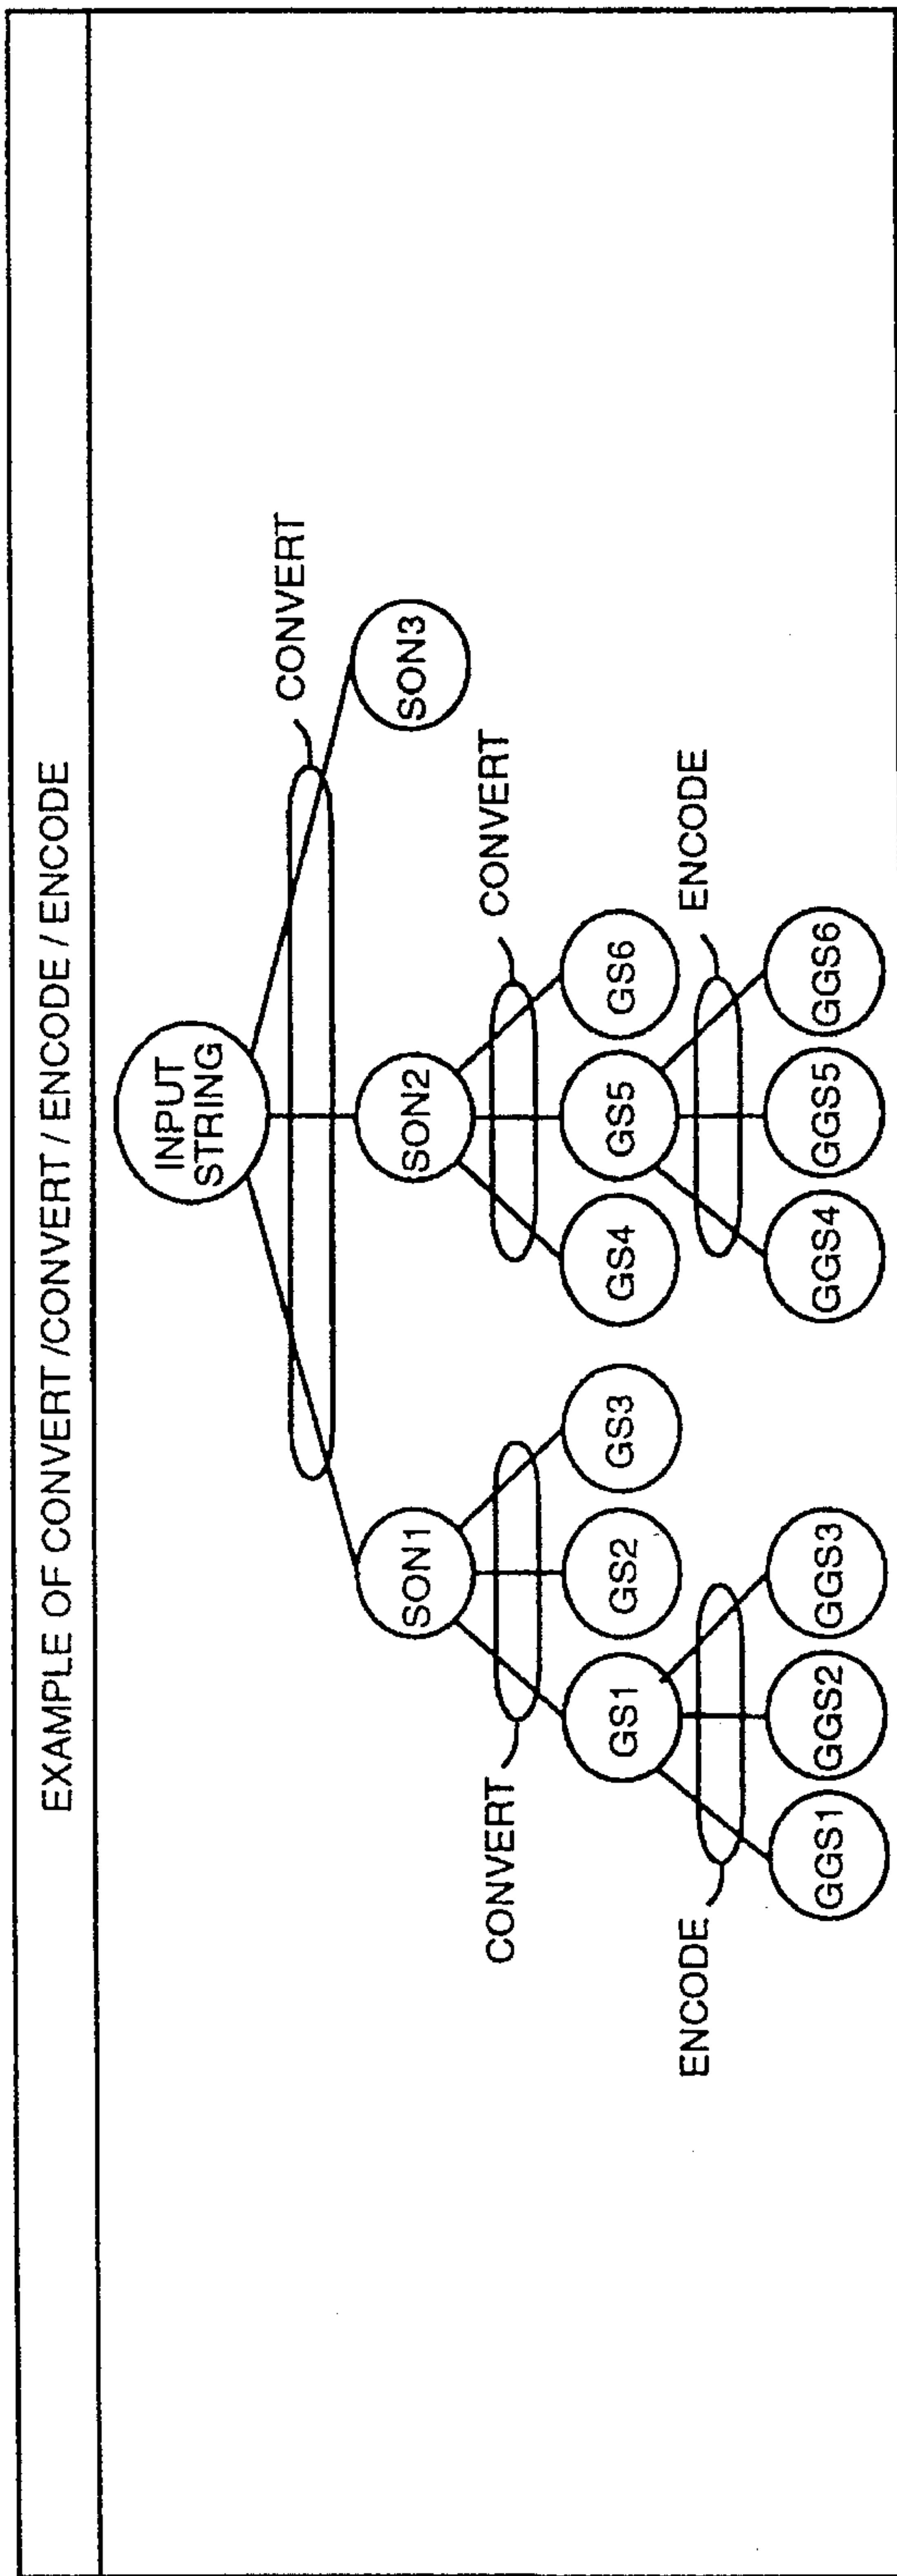 EXAMPLE OF CONVERT /CONVERT / ENCODE / ENCODE
INPUT
STRING
CONVERT
SON1
SON2
SON3
CONVERT
CONVERT
GS1
GS2
GS3
GS4
GS5
GS6
ENCODE
ENCODE
GGS1
GGS2
GGS3
GGS4
GGS5
GGS6